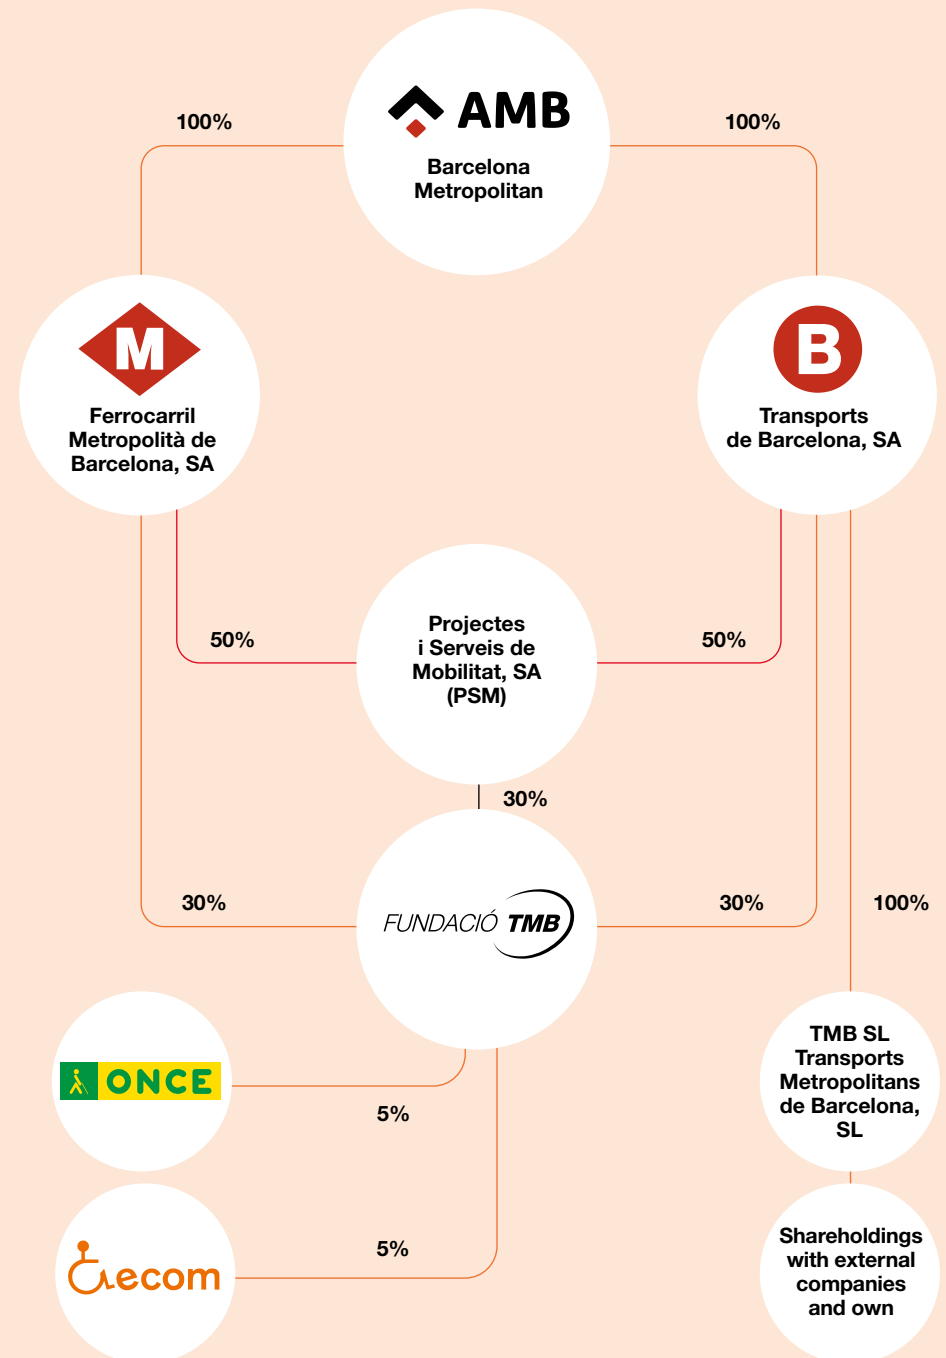 AMB
Barcelona
Metropolitan
100%
100%
M
Ferrocarril
Metropolità de
Barcelona, SA
B
Transports
de Barcelona, SA
50%
Projectes
i Serveis de
Mobilitat, SA
(PSM)
50%
30%
30%
FUNDACIÓ TMB
30%
100%
ONCE
5%
TMB SL
Transports
Metropolitans
de Barcelona,
SL
ecom
5%
Shareholdings
with external
companies
and own